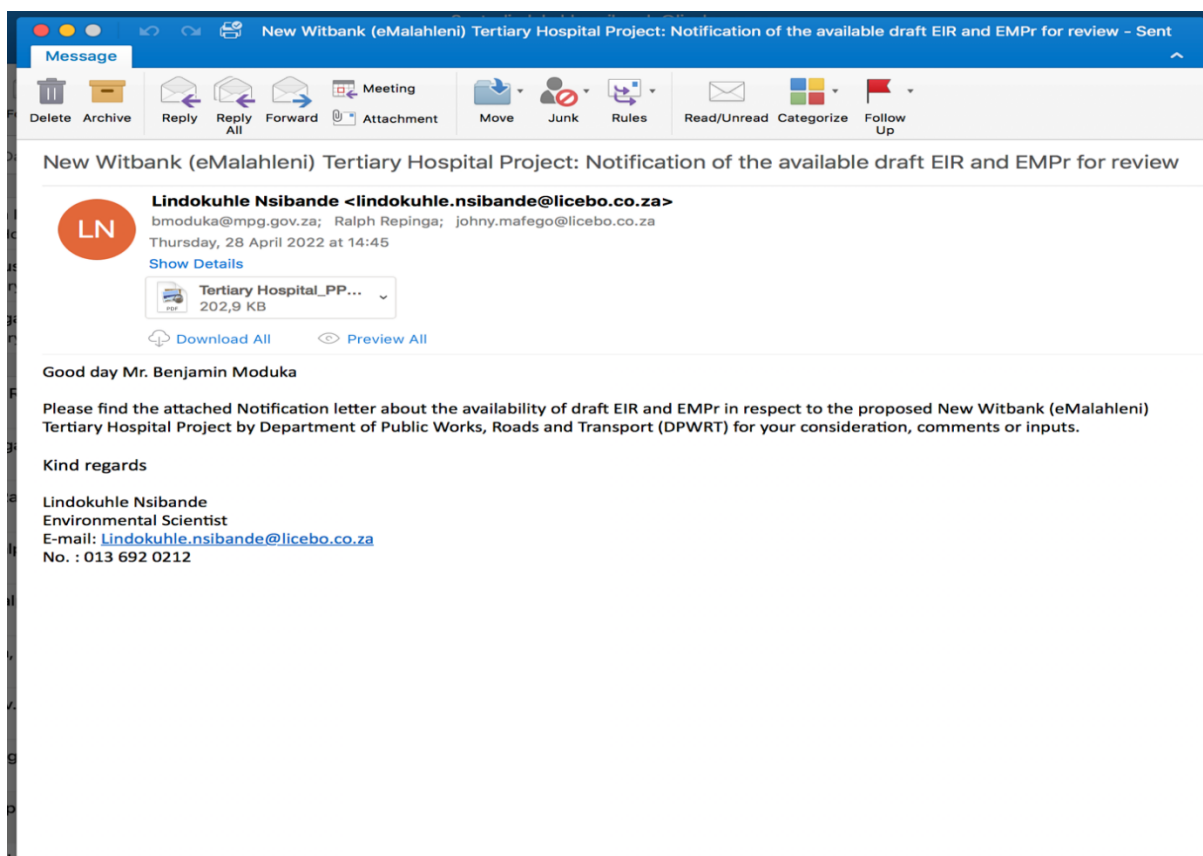 New Witbank (eMalahleni) Tertiary Hospital Project: Notification of the available draft EIR and EMPr for review – Sent
Message
Delete Archive Reply Reply All Forward Meeting Attachment Move Junk Rules Read/Unread Categorize Follow Up
New Witbank (eMalahleni) Tertiary Hospital Project: Notification of the available draft EIR and EMPr for review
LN
Lindokuhle Nsibande <lindokuhle.nsibande@licebo.co.za>
bmoduka@mpg.gov.za; Ralph Repinga; johny.mafego@licebo.co.za
Thursday, 28 April 2022 at 14:45
Show Details
Tertiary Hospital_PP...
PDF 202,9 KB
Download All Preview All
Good day Mr. Benjamin Moduka
Please find the attached Notification letter about the availability of draft EIR and EMPr in respect to the proposed New Witbank (eMalahleni)
Tertiary Hospital Project by Department of Public Works, Roads and Transport (DPWRT) for your consideration, comments or inputs.
Kind regards
Lindokuhle Nsibande
Environmental Scientist
E-mail: Lindokuhle.nsibande@licebo.co.za
No. : 013 692 0212